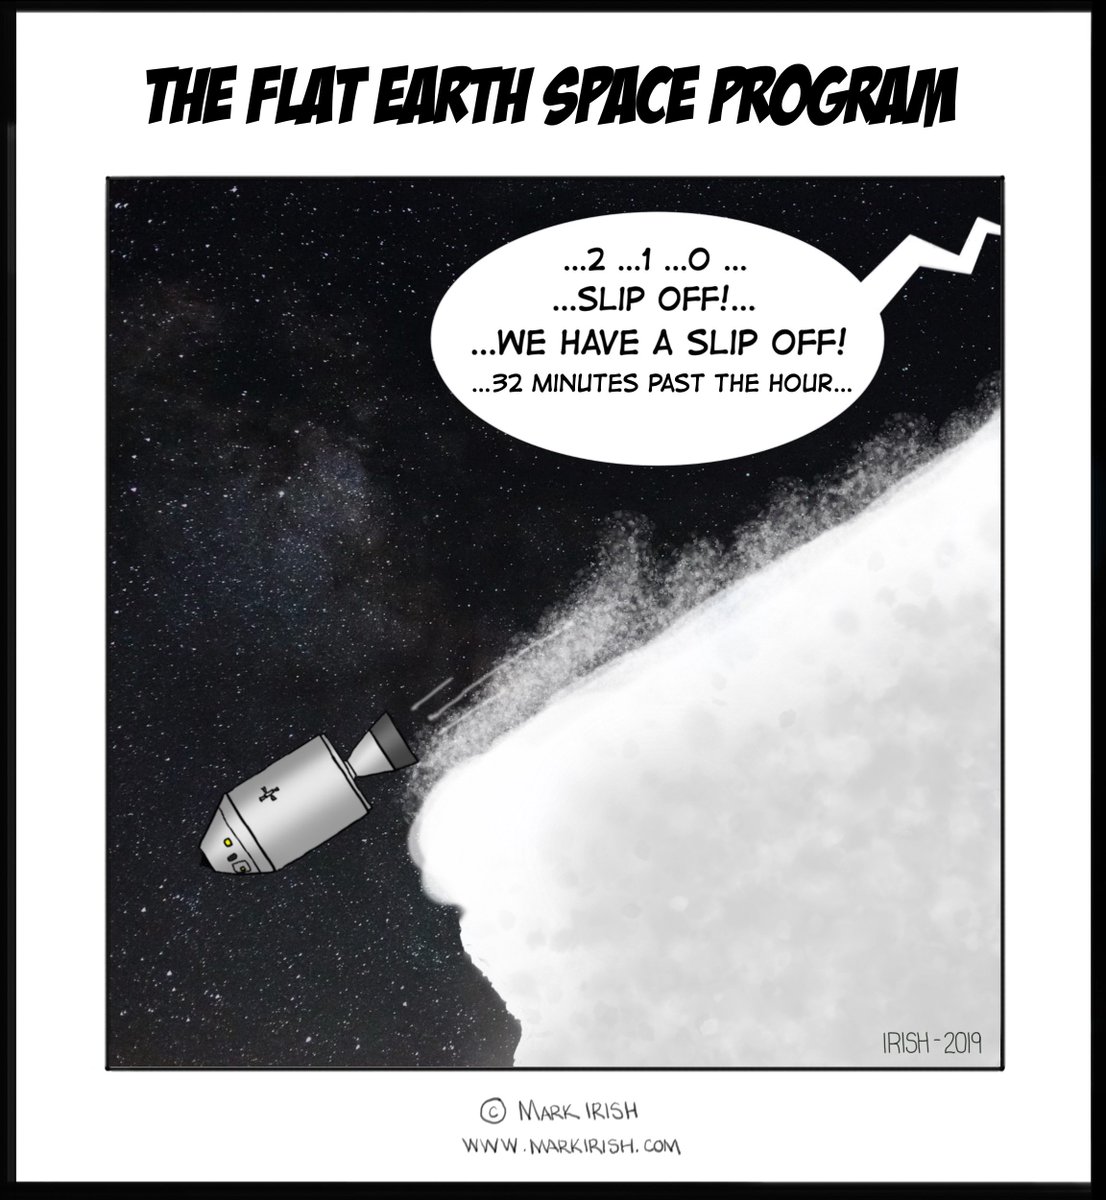 THE FLAT EARTH SPACE PROGRAM
...2 ...1 ...0 ...
...SLIP OFF!...
...WE HAVE A SLIP OFF!
...32 MINUTES PAST THE HOUR...
IRISH-2019
© MARK IRISH
WWW.MARKIRISH.COM